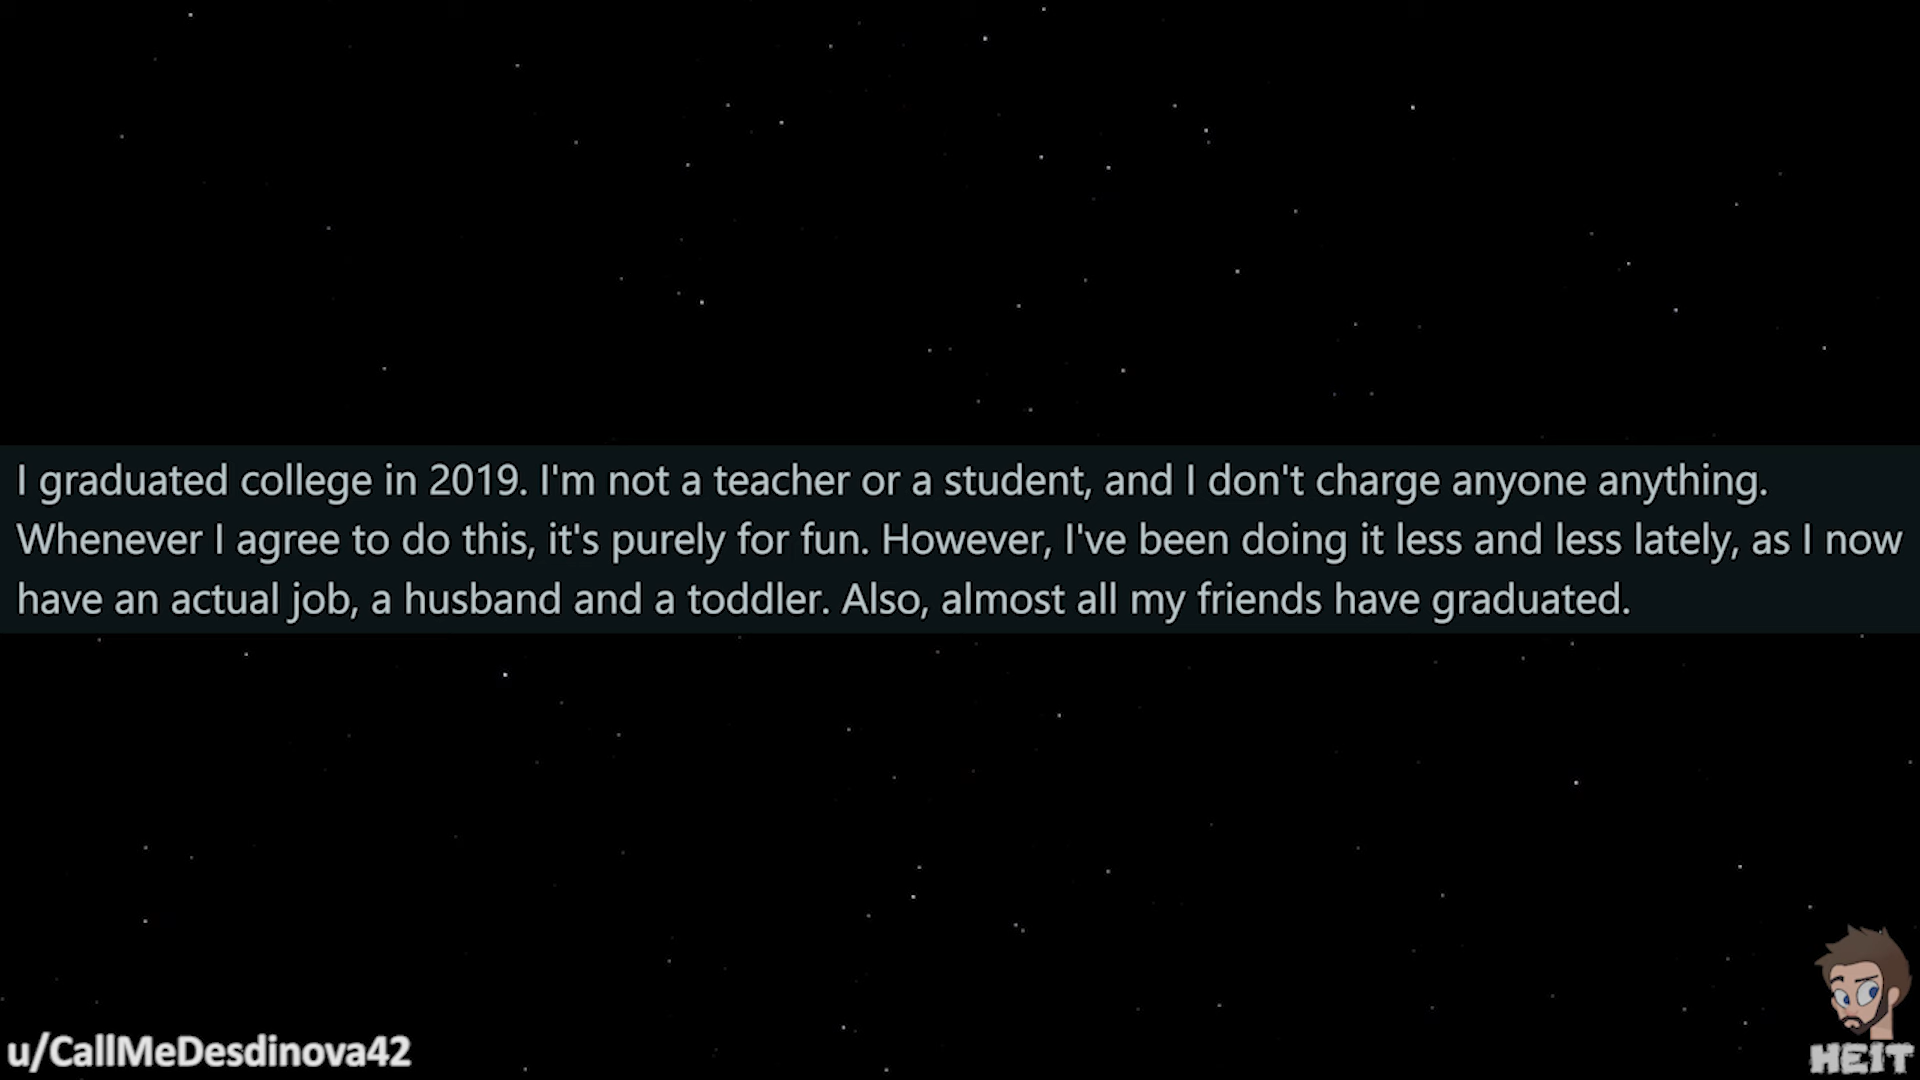 I graduated college in 2019. I'm not a teacher or a student, and I don't charge anyone anything.
Whenever I agree to do this, it's purely for fun. However, I've been doing it less and less lately, as I now
have an actual job, a husband and a toddler. Also, almost all my friends have graduated.
u/CallMeDesdinova42
HEIT